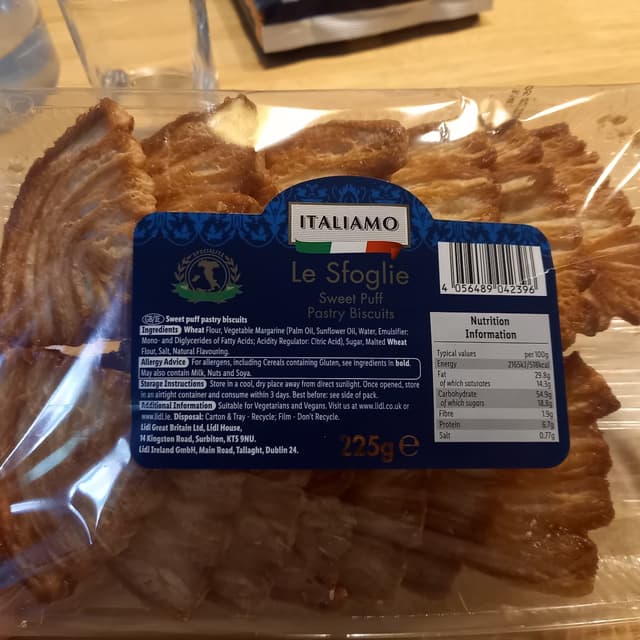 ITALIAMO
SPECIALITÀ
Le Sfoglie
Sweet Puff
Pastry Biscuits
4 056489 042396
GB/IE Sweet puff pastry biscuits
Ingredients Wheat Flour, Vegetable Margarine (Palm Oil, Sunflower Oil, Water, Emulsifier:
Mono- and Diglycerides of Fatty Acids; Acidity Regulator: Citric Acid), Sugar, Malted Wheat
Flour, Salt, Natural Flavouring.
Allergy Advice For allergens, including Cereals containing Gluten, see ingredients in bold.
May also contain Milk, Nuts and Soya.
Storage Instructions Store in a cool, dry place away from direct sunlight. Once opened, store
in an airtight container and consume within 3 days. Best before: see side of pack.
Additional Information Suitable for Vegetarians and Vegans. Visit us at www.lidl.co.uk or
www.lidl.ie. Disposal: Carton & Tray - Recycle; Film - Don't Recycle.
Lidl Great Britain Ltd, Lidl House,
14 Kingston Road, Surbiton, KT5 9NU.
Lidl Ireland GmbH, Main Road, Tallaght, Dublin 24.
225g e
Nutrition
Information
Typical values per 100g
Energy 2165kJ/518kcal
Fat 29.8g
of which saturates 14.3g
Carbohydrate 54.9g
of which sugars 18.8g
Fibre 1.9g
Protein 6.7g
Salt 0.77g